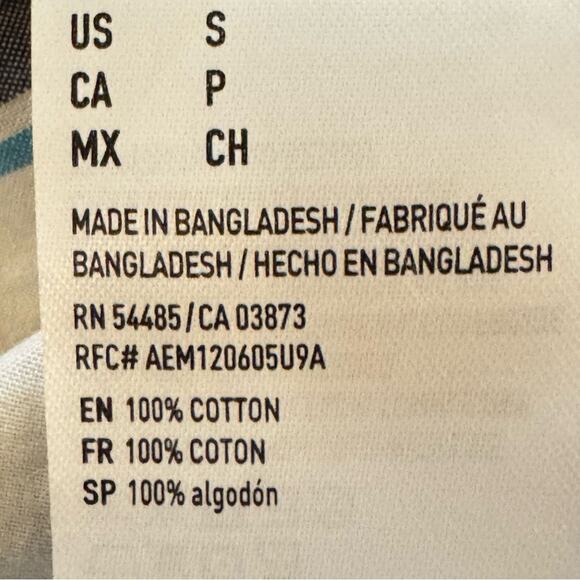 US S
CA P
MX CH
MADE IN BANGLADESH / FABRIQUÉ AU
BANGLADESH / HECHO EN BANGLADESH
RN 54485 / CA 03873
RFC# AEM120605U9A
EN 100% COTTON
FR 100% COTON
SP 100% algodón